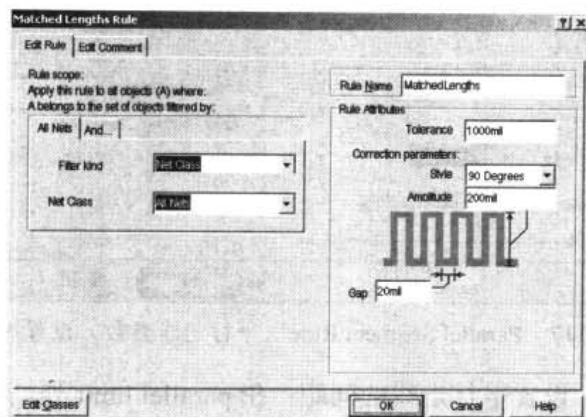 Matched Lengths Rule
Edit Rule Edit Comment
Rule scope:
Apply this rule to all objects (A) where:
A belongs to the set of objects filtered by:
All Nets And...
Filter kind Net Class
Net Class All Nets
Rule Name MatchedLengths
Rule Attributes
Tolerance 1000mil
Correction parameters:
Style 90 Degrees
Amplitude 200mil
Gap 20mil
Edit Classes OK Cancel Help